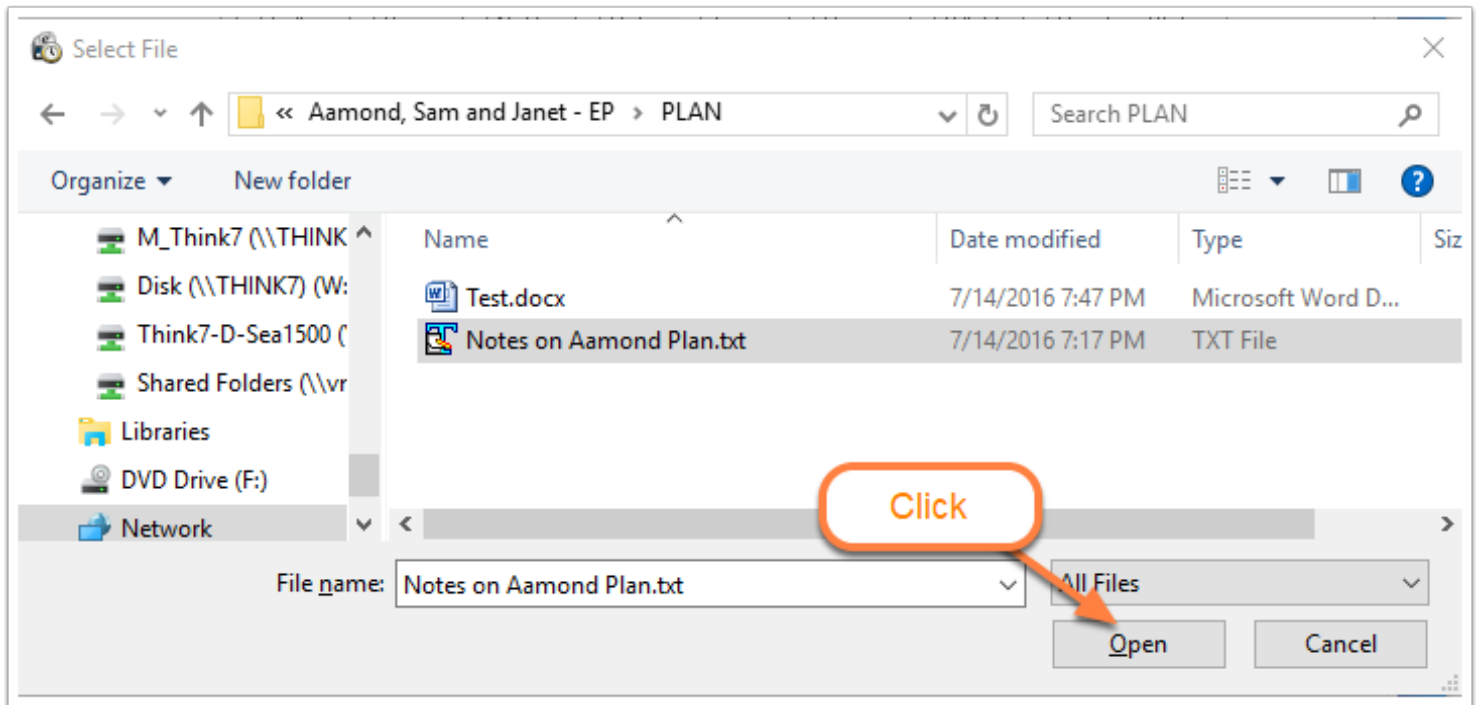 Select File
« Aamond, Sam and Janet - EP > PLAN
Search PLAN
Organize
New folder
M_Think7 (\\THINK
Disk (\\THINK7) (W:
Think7-D-Sea1500 (
Shared Folders (\\vr
Libraries
DVD Drive (F:)
Network
Name Date modified Type Siz
Test.docx 7/14/2016 7:47 PM Microsoft Word D...
Notes on Aamond Plan.txt 7/14/2016 7:17 PM TXT File
Click
File name: Notes on Aamond Plan.txt
All Files
Open
Cancel